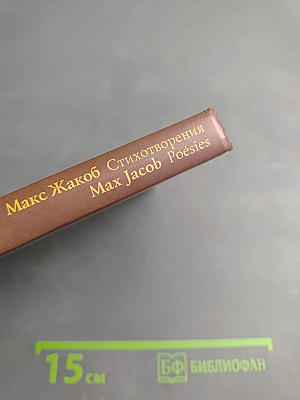 Макс Жакоб Стихотворения
Max Jacob Poésies
15 см
БФ БИБЛИОФАН